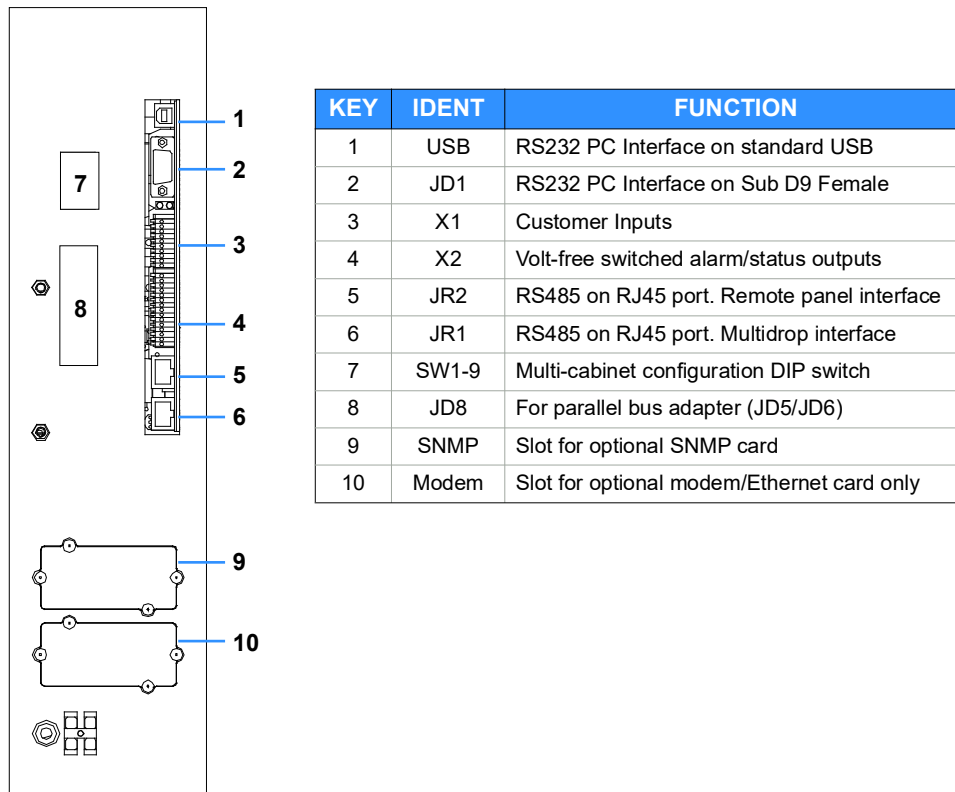 1
2
3
4
5
6
7
8
9
10
KEY IDENT FUNCTION
1 USB RS232 PC Interface on standard USB
2 JD1 RS232 PC Interface on Sub D9 Female
3 X1 Customer Inputs
4 X2 Volt-free switched alarm/status outputs
5 JR2 RS485 on RJ45 port. Remote panel interface
6 JR1 RS485 on RJ45 port. Multidrop interface
7 SW1-9 Multi-cabinet configuration DIP switch
8 JD8 For parallel bus adapter (JD5/JD6)
9 SNMP Slot for optional SNMP card
10 Modem Slot for optional modem/Ethernet card only